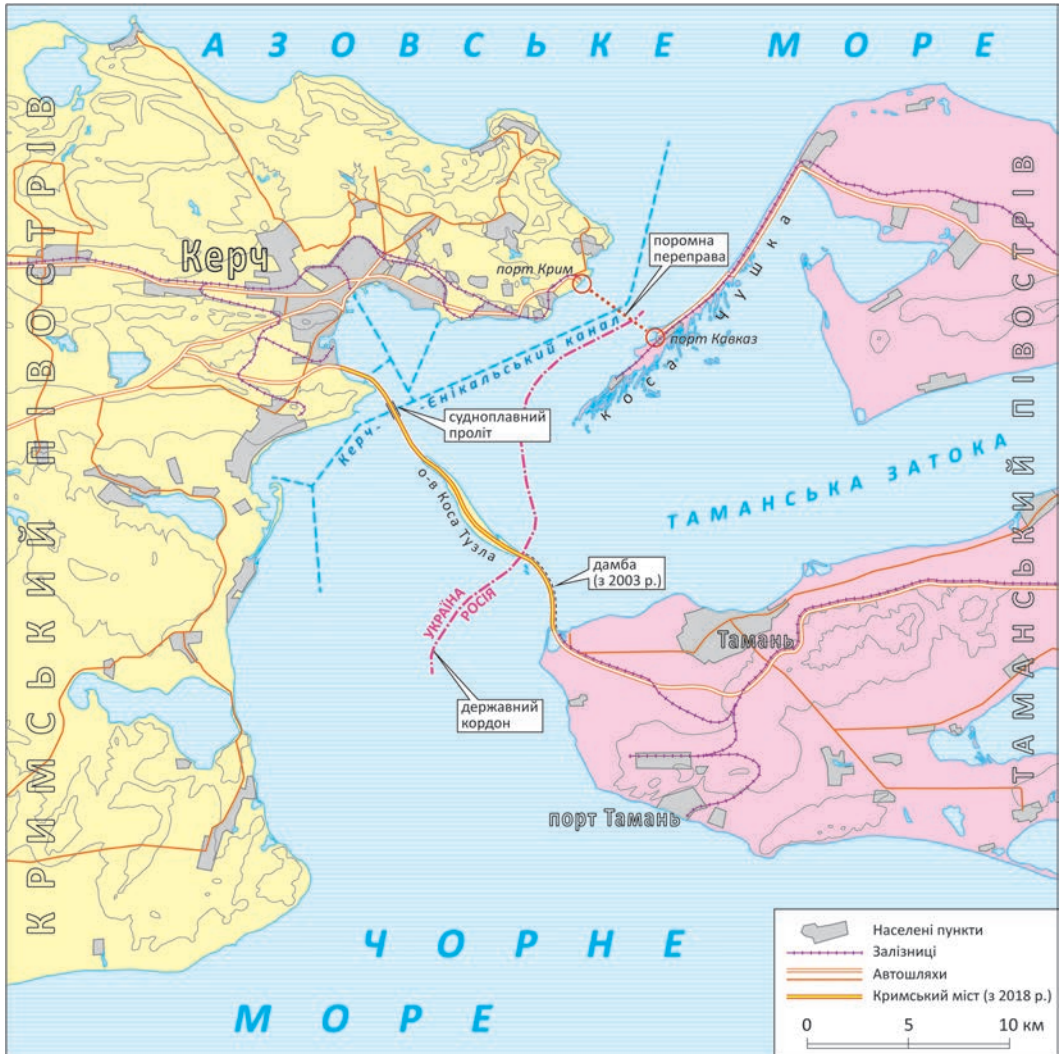 АЗОВСЬКЕ МОРЕ
КРИМСЬКИЙ ПІВОСТРІВ
ТАМАНСЬКИЙ ПІВОСТРІВ
Керч
порт Крим
поромна
переправа
коса Чушка
порт Кавказ
Керч-Єнікальський канал
судноплавний
проліт
о-в Коса Тузла
ТАМАНСЬКА ЗАТОКА
дамба
(з 2003 р.)
УКРАЇНА
РОСІЯ
Тамань
державний
кордон
порт Тамань
ЧОРНЕ
МОРЕ
Населені пункти
Залізниці
Автошляхи
Кримський міст (з 2018 р.)
0 5 10 км